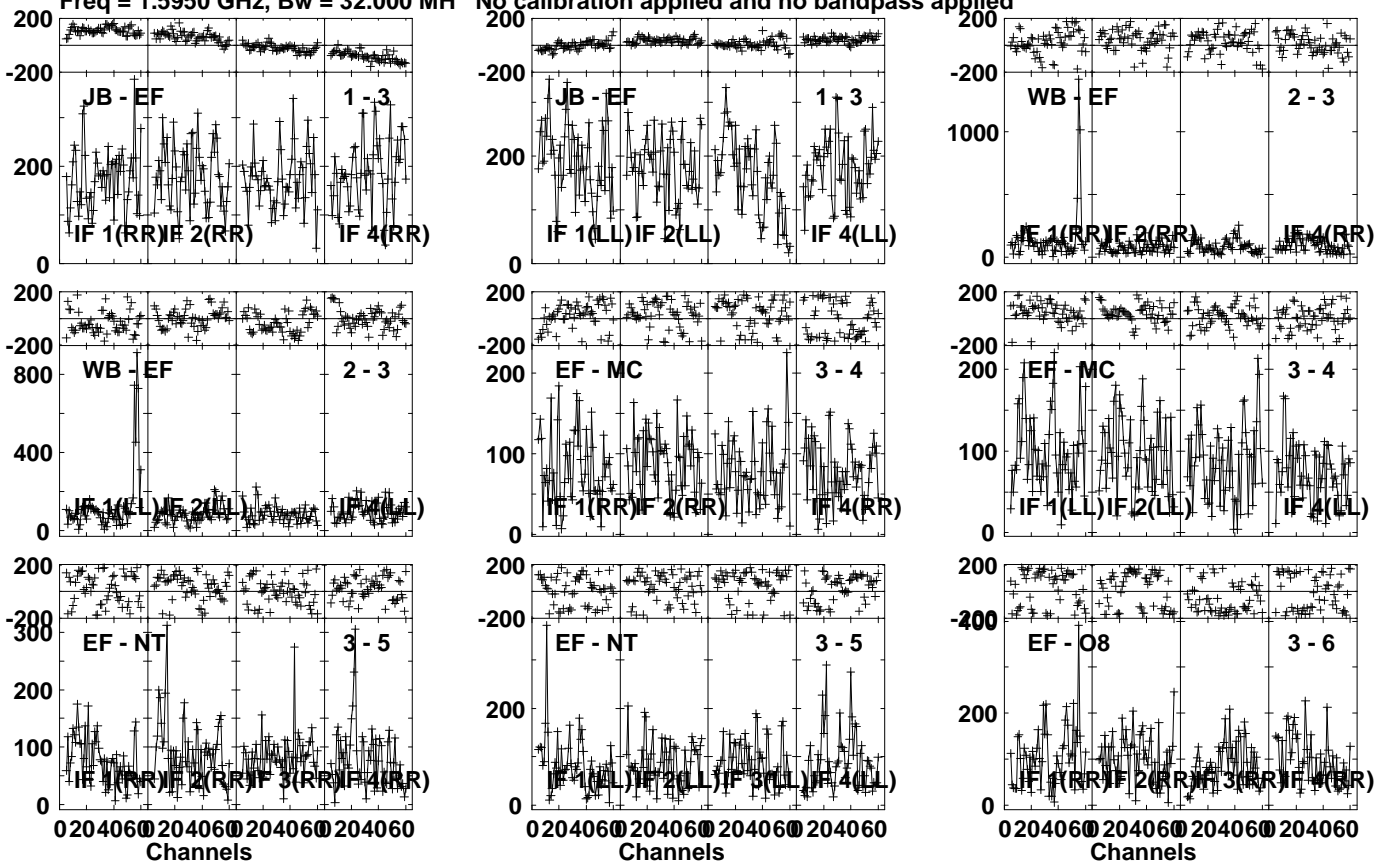 Freq = 1.5950 GHz, Bw = 32.000 MH No calibration applied and no bandpass applied
200
-200
JB - EF 1 - 3
200
IF 1(RR) IF 2(RR) IF 4(RR)
0
200
-200
JB - EF 1 - 3
200
IF 1(LL) IF 2(LL) IF 4(LL)
0
200
-200
WB - EF 2 - 3
1000
IF 1(RR) IF 2(RR) IF 4(RR)
0
200
-200
WB - EF 2 - 3
800
400
IF 1(LL) IF 2(LL) IF 4(LL)
0
200
-200
EF - MC 3 - 4
200
100
IF 1(RR) IF 2(RR) IF 4(RR)
0
200
-200
EF - MC 3 - 4
200
100
IF 1(LL) IF 2(LL) IF 4(LL)
0
200
-200
300
EF - NT 3 - 5
200
100
IF 1(RR) IF 2(RR) IF 3(RR) IF 4(RR)
0
0 20 40 60 0 20 40 60 0 20 40 60 0 20 40 60
Channels
200
-200
EF - NT 3 - 5
200
IF 1(LL) IF 2(LL) IF 3(LL) IF 4(LL)
0
0 20 40 60 0 20 40 60 0 20 40 60 0 20 40 60
Channels
200
-200
400
EF - O8 3 - 6
200
IF 1(RR) IF 2(RR) IF 3(RR) IF 4(RR)
0
0 20 40 60 0 20 40 60 0 20 40 60 0 20 40 60
Channels